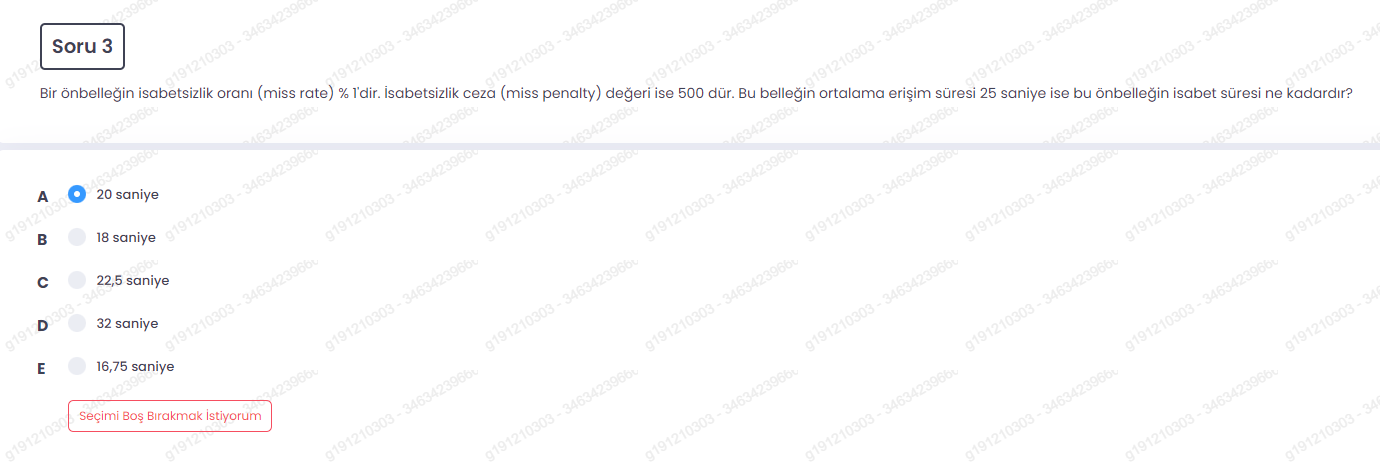 Soru 3
Bir önbelleğin isabetsizlik oranı (miss rate) % 1'dir. İsabetsizlik ceza (miss penalty) değeri ise 500 dür. Bu belleğin ortalama erişim süresi 25 saniye ise bu önbelleğin isabet süresi ne kadardır?
A 20 saniye
B 18 saniye
C 22,5 saniye
D 32 saniye
E 16,75 saniye
Seçimi Boş Bırakmak İstiyorum